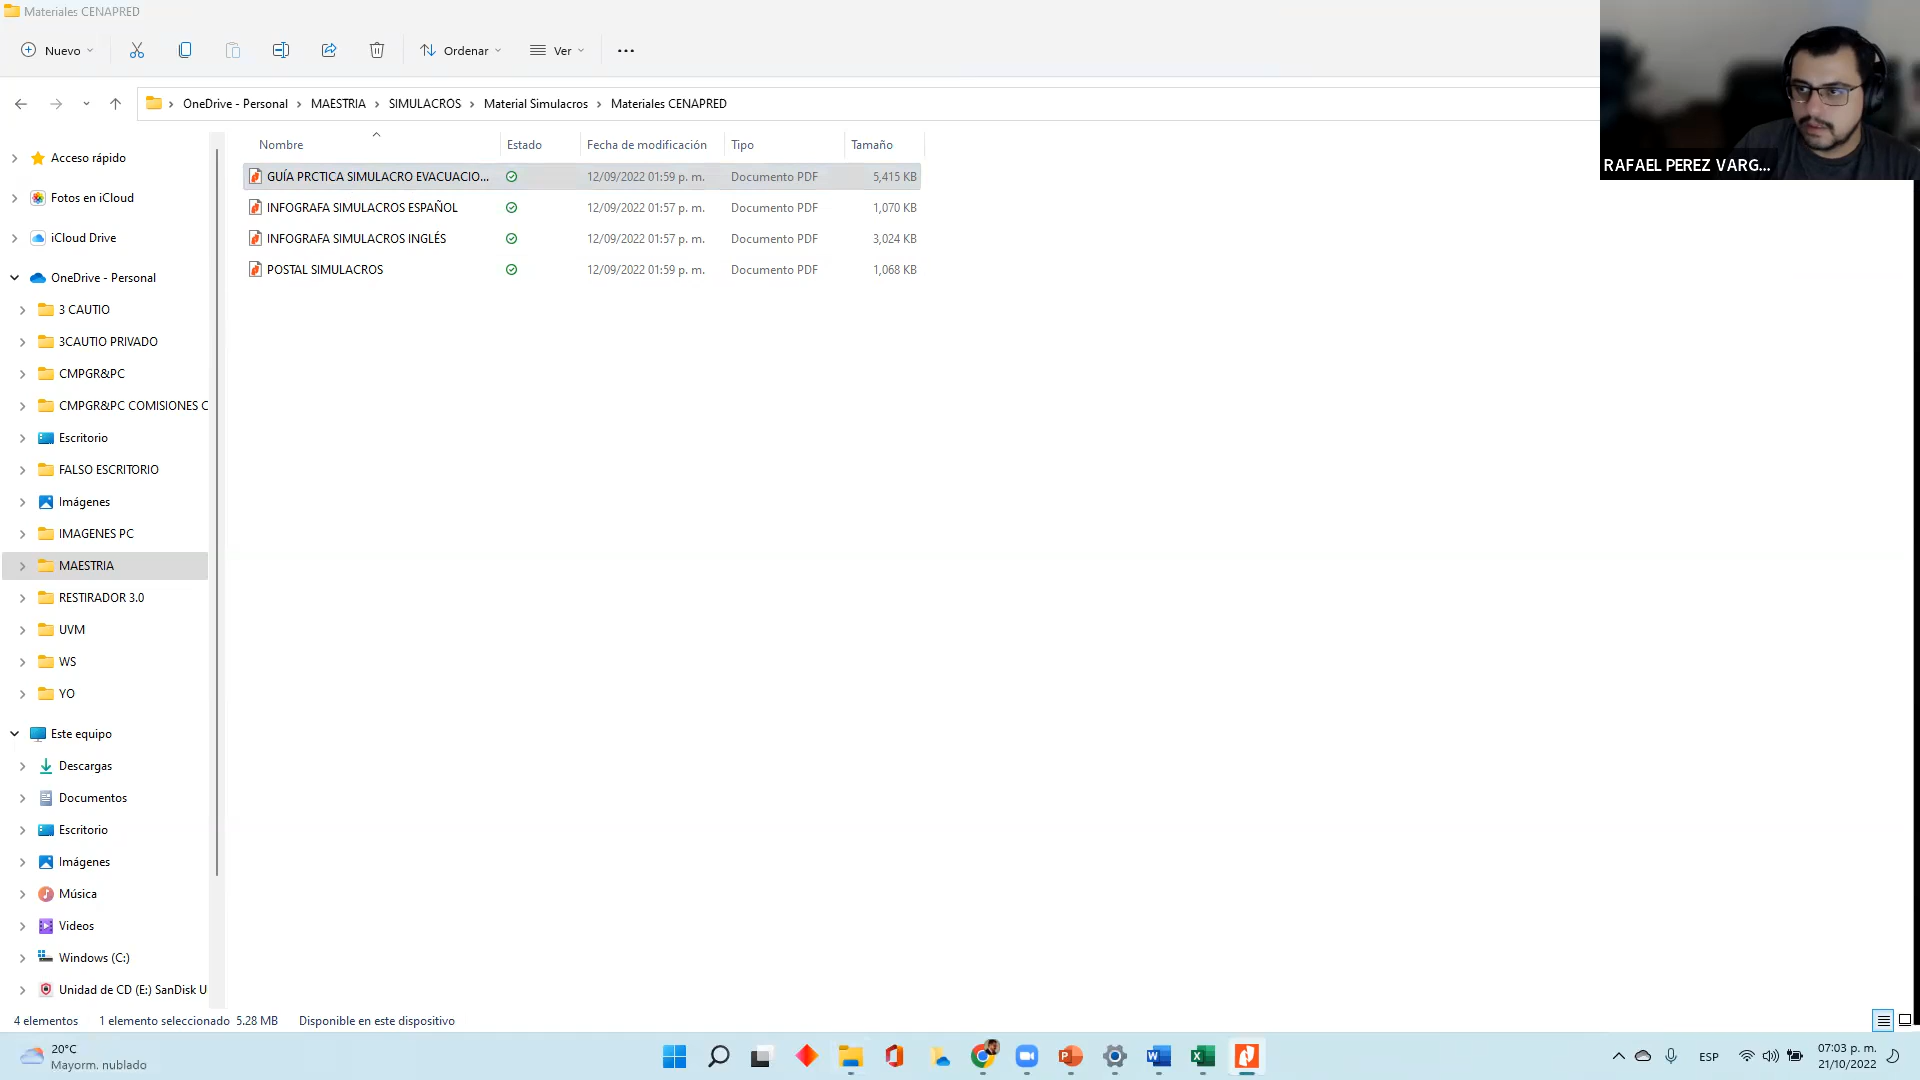 Materiales CENAPRED
Nuevo
Ordenar
Ver
OneDrive - Personal > MAESTRIA > SIMULACROS > Material Simulacros > Materiales CENAPRED
RAFAEL PEREZ VARG...
Nombre Estado Fecha de modificación Tipo Tamaño
GUÍA PRCTICA SIMULACRO EVACUACIO... 12/09/2022 01:59 p. m. Documento PDF 5,415 KB
INFOGRAFA SIMULACROS ESPAÑOL 12/09/2022 01:57 p. m. Documento PDF 1,070 KB
INFOGRAFA SIMULACROS INGLÉS 12/09/2022 01:57 p. m. Documento PDF 3,024 KB
POSTAL SIMULACROS 12/09/2022 01:59 p. m. Documento PDF 1,068 KB
Acceso rápido
Fotos en iCloud
iCloud Drive
OneDrive - Personal
3 CAUTIO
3CAUTIO PRIVADO
CMPGR&PC
CMPGR&PC COMISIONES C
Escritorio
FALSO ESCRITORIO
Imágenes
IMAGENES PC
MAESTRIA
RESTIRADOR 3.0
UVM
WS
YO
Este equipo
Descargas
Documentos
Escritorio
Imágenes
Música
Videos
Windows (C:)
Unidad de CD (E:) SanDisk U
4 elementos 1 elemento seleccionado 5.28 MB Disponible en este dispositivo
20°C
Mayorm. nublado
ESP
07:03 p. m.
21/10/2022